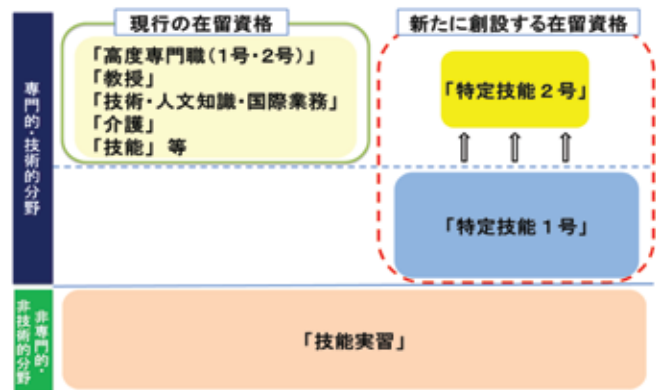 現行の在留資格
「高度専門職（1号・2号）」
「教授」
「技術・人文知識・国際業務」
「介護」
「技能」等
新たに創設する在留資格
「特定技能２号」
「特定技能１号」
専門的・技術的分野
非専門的・
非技術的分野
「技能実習」